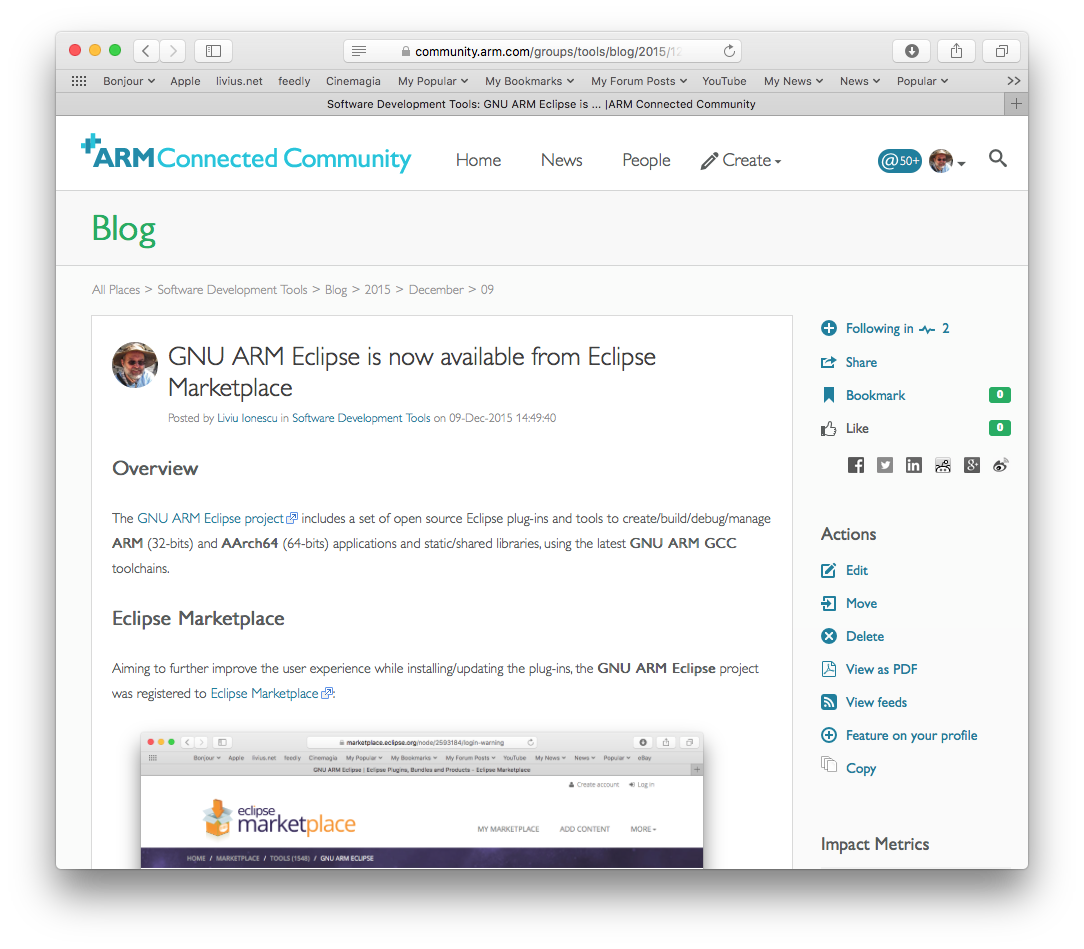 community.arm.com/groups/tools/blog/2015/12
Bonjour Apple livius.net feedly Cinemagia My Popular My Bookmarks My Forum Posts YouTube My News News Popular >>
Software Development Tools: GNU ARM Eclipse is ... |ARM Connected Community +
ARM Connected Community Home News People Create @50+
Blog
All Places > Software Development Tools > Blog > 2015 > December > 09
GNU ARM Eclipse is now available from Eclipse
Marketplace
Posted by Liviu Ionescu in Software Development Tools on 09-Dec-2015 14:49:40
Overview
The GNU ARM Eclipse project includes a set of open source Eclipse plug-ins and tools to create/build/debug/manage
ARM (32-bits) and AArch64 (64-bits) applications and static/shared libraries, using the latest GNU ARM GCC
toolchains.
Eclipse Marketplace
Aiming to further improve the user experience while installing/updating the plug-ins, the GNU ARM Eclipse project
was registered to Eclipse Marketplace:
marketplace.eclipse.org/node/2593184/login-warning
Bonjour Apple livius.net feedly Cinemagia My Popular My Bookmarks My Forum Posts YouTube My News News Popular eBay
GNU ARM Eclipse | Eclipse Plugins, Bundles and Products - Eclipse Marketplace +
Create account Log in
eclipse
marketplace
MY MARKETPLACE ADD CONTENT MORE
HOME / MARKETPLACE / TOOLS (1548) / GNU ARM ECLIPSE
Following in 2
Share
Bookmark 0
Like 0
Actions
Edit
Move
Delete
View as PDF
View feeds
Feature on your profile
Copy
Impact Metrics